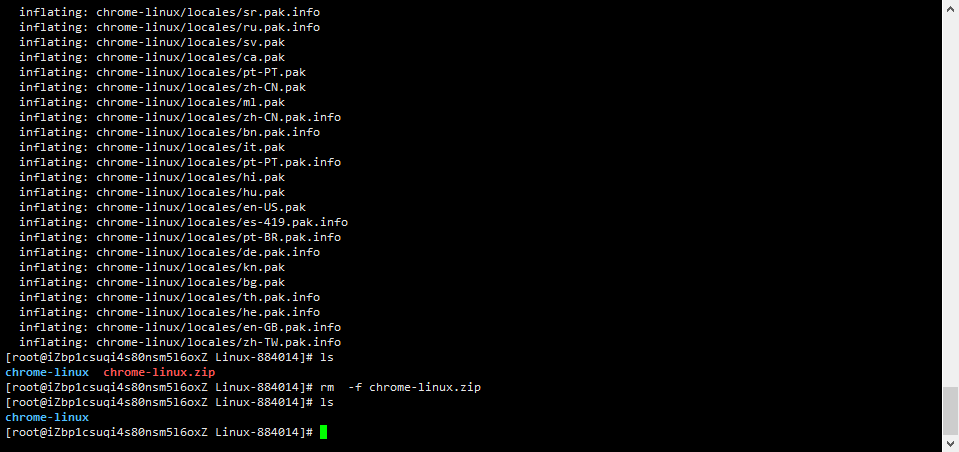 inflating: chrome-linux/locales/sr.pak.info
inflating: chrome-linux/locales/ru.pak.info
inflating: chrome-linux/locales/sv.pak
inflating: chrome-linux/locales/ca.pak
inflating: chrome-linux/locales/pt-PT.pak
inflating: chrome-linux/locales/zh-CN.pak
inflating: chrome-linux/locales/ml.pak
inflating: chrome-linux/locales/zh-CN.pak.info
inflating: chrome-linux/locales/bn.pak.info
inflating: chrome-linux/locales/it.pak
inflating: chrome-linux/locales/pt-PT.pak.info
inflating: chrome-linux/locales/hi.pak
inflating: chrome-linux/locales/hu.pak
inflating: chrome-linux/locales/en-US.pak
inflating: chrome-linux/locales/es-419.pak.info
inflating: chrome-linux/locales/pt-BR.pak.info
inflating: chrome-linux/locales/de.pak.info
inflating: chrome-linux/locales/kn.pak
inflating: chrome-linux/locales/bg.pak
inflating: chrome-linux/locales/th.pak.info
inflating: chrome-linux/locales/he.pak.info
inflating: chrome-linux/locales/en-GB.pak.info
inflating: chrome-linux/locales/zh-TW.pak.info
[root@iZbp1csuqi4s80nsm5l6oxZ Linux-884014]# ls
chrome-linux  chrome-linux.zip
[root@iZbp1csuqi4s80nsm5l6oxZ Linux-884014]# rm  -f chrome-linux.zip
[root@iZbp1csuqi4s80nsm5l6oxZ Linux-884014]# ls
chrome-linux
[root@iZbp1csuqi4s80nsm5l6oxZ Linux-884014]#